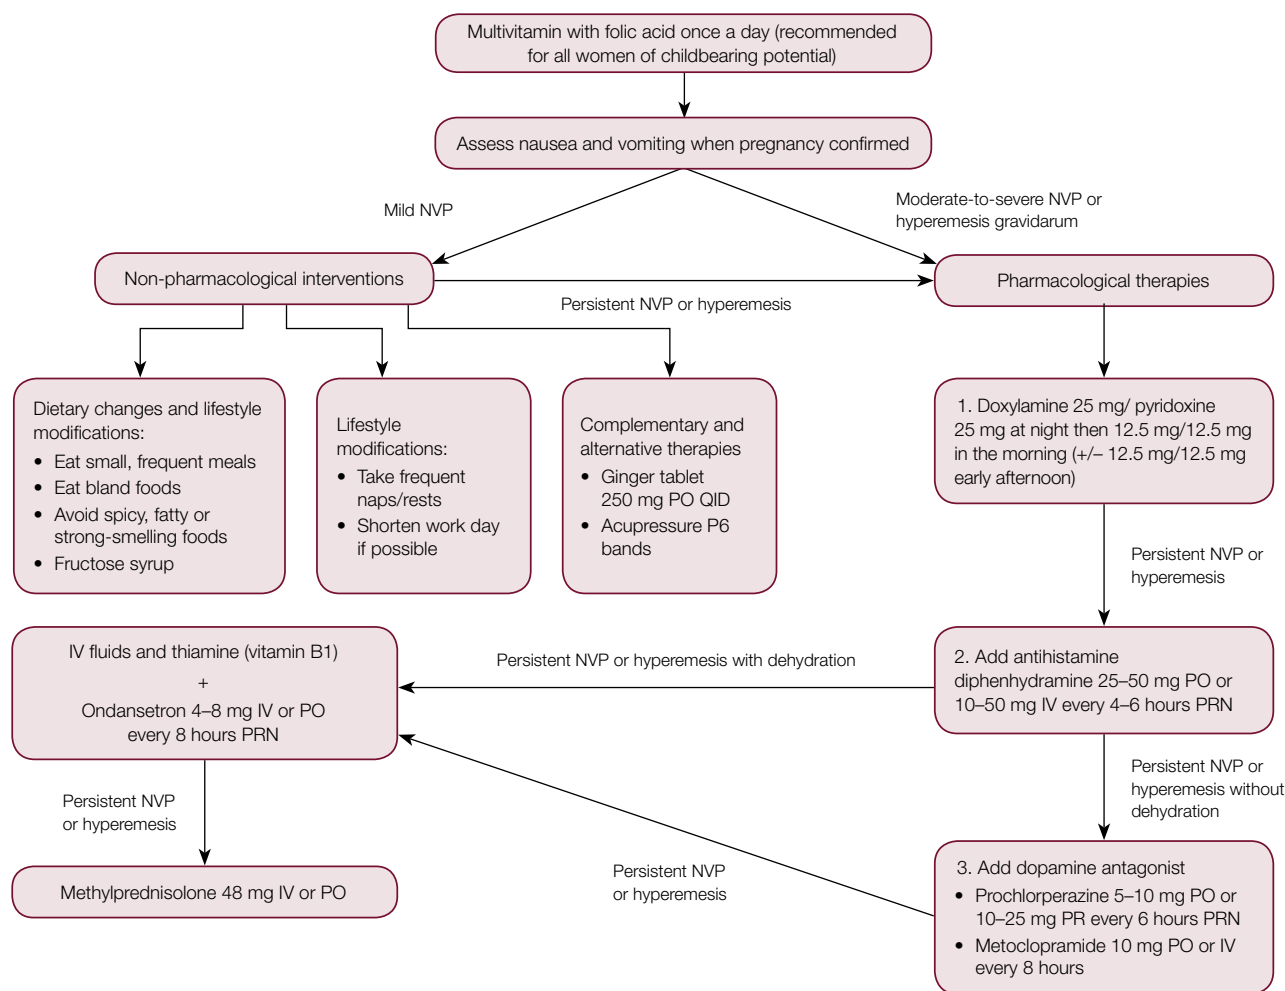 Multivitamin with folic acid once a day (recommended
for all women of childbearing potential)
Assess nausea and vomiting when pregnancy confirmed
Mild NVP
Moderate-to-severe NVP or
hyperemesis gravidarum
Non-pharmacological interventions
Persistent NVP or hyperemesis
Pharmacological therapies
Dietary changes and lifestyle
modifications:
• Eat small, frequent meals
• Eat bland foods
• Avoid spicy, fatty or
strong-smelling foods
• Fructose syrup
Lifestyle
modifications:
• Take frequent
naps/rests
• Shorten work day
if possible
Complementary and
alternative therapies
• Ginger tablet
250 mg PO QID
• Acupressure P6
bands
1. Doxylamine 25 mg/ pyridoxine
25 mg at night then 12.5 mg/12.5 mg
in the morning (+/– 12.5 mg/12.5 mg
early afternoon)
Persistent NVP or
hyperemesis
2. Add antihistamine
diphenhydramine 25–50 mg PO or
10–50 mg IV every 4–6 hours PRN
Persistent NVP or hyperemesis with dehydration
IV fluids and thiamine (vitamin B1)
+
Ondansetron 4–8 mg IV or PO
every 8 hours PRN
Persistent NVP or
hyperemesis without
dehydration
3. Add dopamine antagonist
• Prochlorperazine 5–10 mg PO or
10–25 mg PR every 6 hours PRN
• Metoclopramide 10 mg PO or IV
every 8 hours
Persistent NVP
or hyperemesis
Persistent NVP
or hyperemesis
Methylprednisolone 48 mg IV or PO